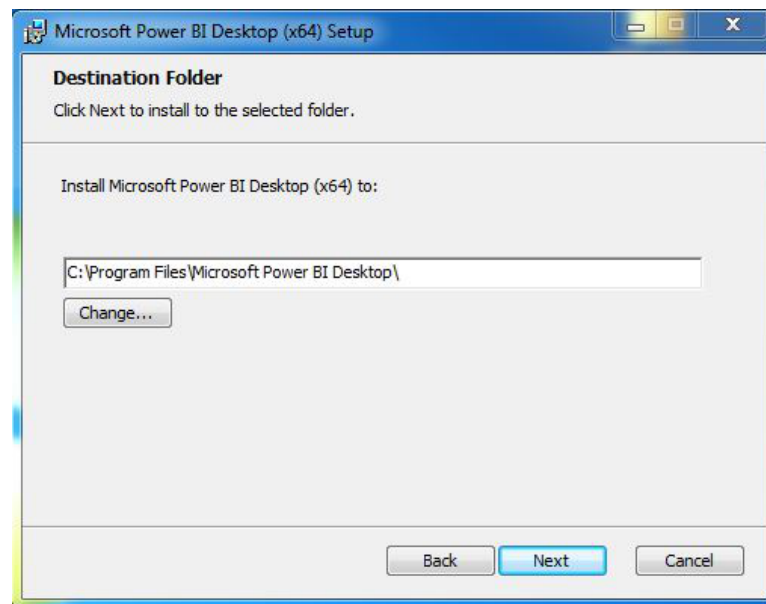 Microsoft Power BI Desktop (x64) Setup
Destination Folder
Click Next to install to the selected folder.
Install Microsoft Power BI Desktop (x64) to:
C:\Program Files\Microsoft Power BI Desktop\
Change...
Back Next Cancel